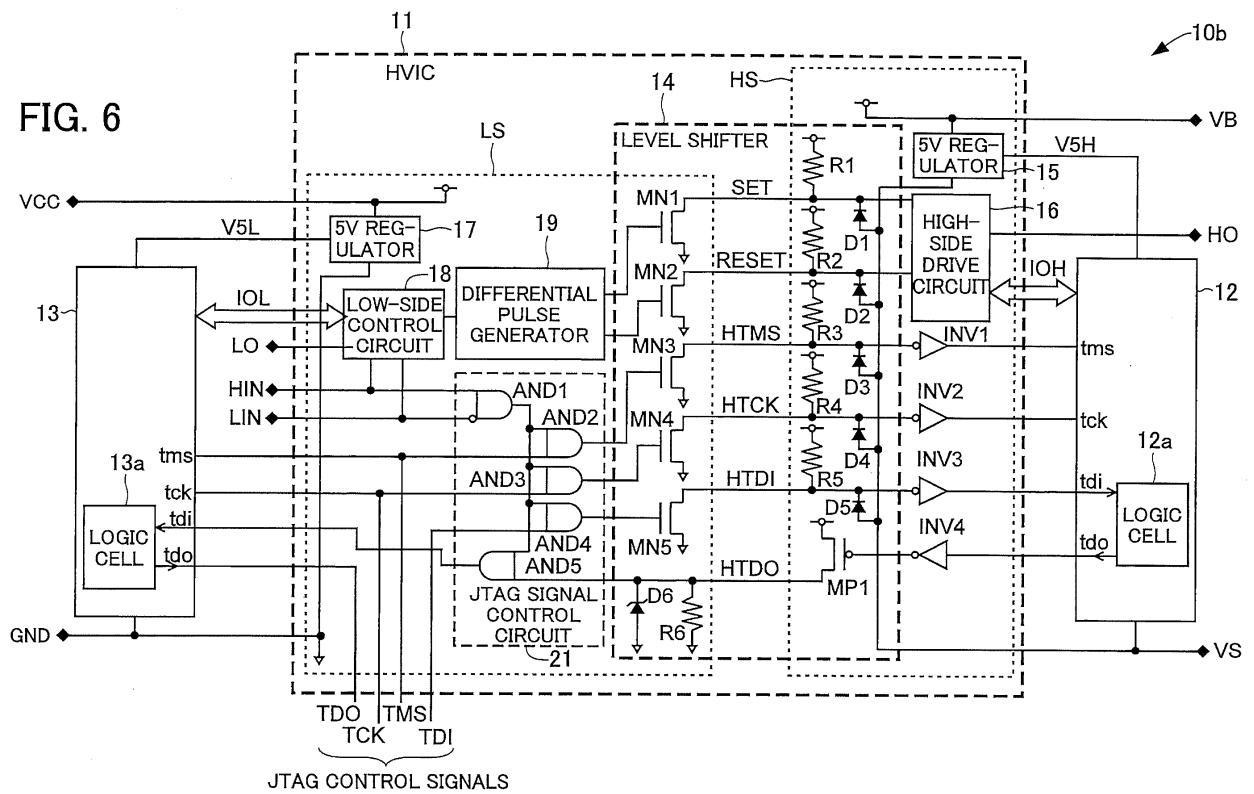 11
10b
HVIC
HS
14
FIG. 6
LS
LEVEL SHIFTER
VB
5V REG-
ULATOR
V5H
15
R1
VCC
MN1
SET
16
V5L
5V REG-
ULATOR
17
19
HIGH-
SIDE
DRIVE
CIRCUIT
HO
D1
R2
18
MN2
RESET
IOH
13
IOL
LOW-SIDE
CONTROL
CIRCUIT
DIFFERENTIAL
PULSE
GENERATOR
12
D2
R3
LO
MN3
HTMS
INV1
tms
D3
HIN
AND1
R4
INV2
LIN
AND2
MN4
HTCK
tck
D4
13a
tms
AND3
R5
INV3
12a
tck
HTDI
tdi
LOGIC
CELL
tdi
D5
INV4
LOGIC
CELL
AND4
MN5
tdo
tdo
AND5
HTDO
MP1
JTAG SIGNAL
CONTROL
CIRCUIT
D6
R6
GND
21
VS
TDO
TMS
TCK
TDI
JTAG CONTROL SIGNALS